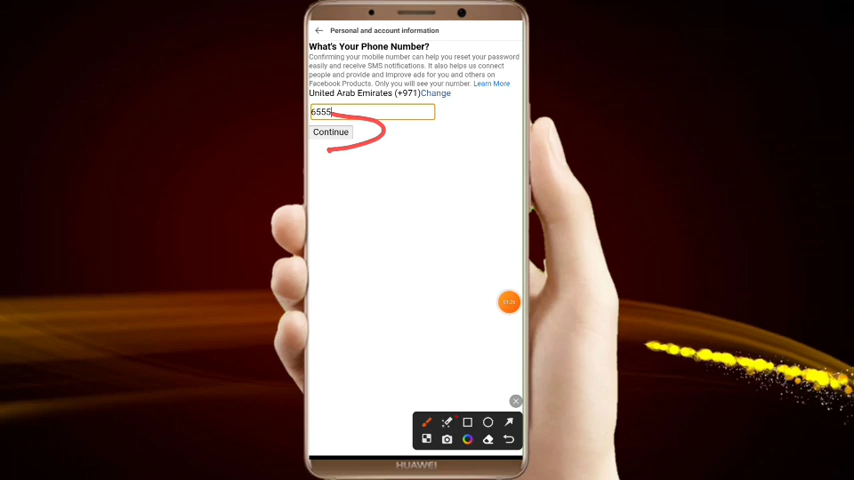 Personal and account information
What's Your Phone Number?
Confirming your mobile number can help you reset your password
easily and receive SMS notifications. It also helps us connect
people and provide and improve ads for you and others on
Facebook Products. Only you will see your number. Learn More
United Arab Emirates (+971)Change
6555
Continue
HUAWEI